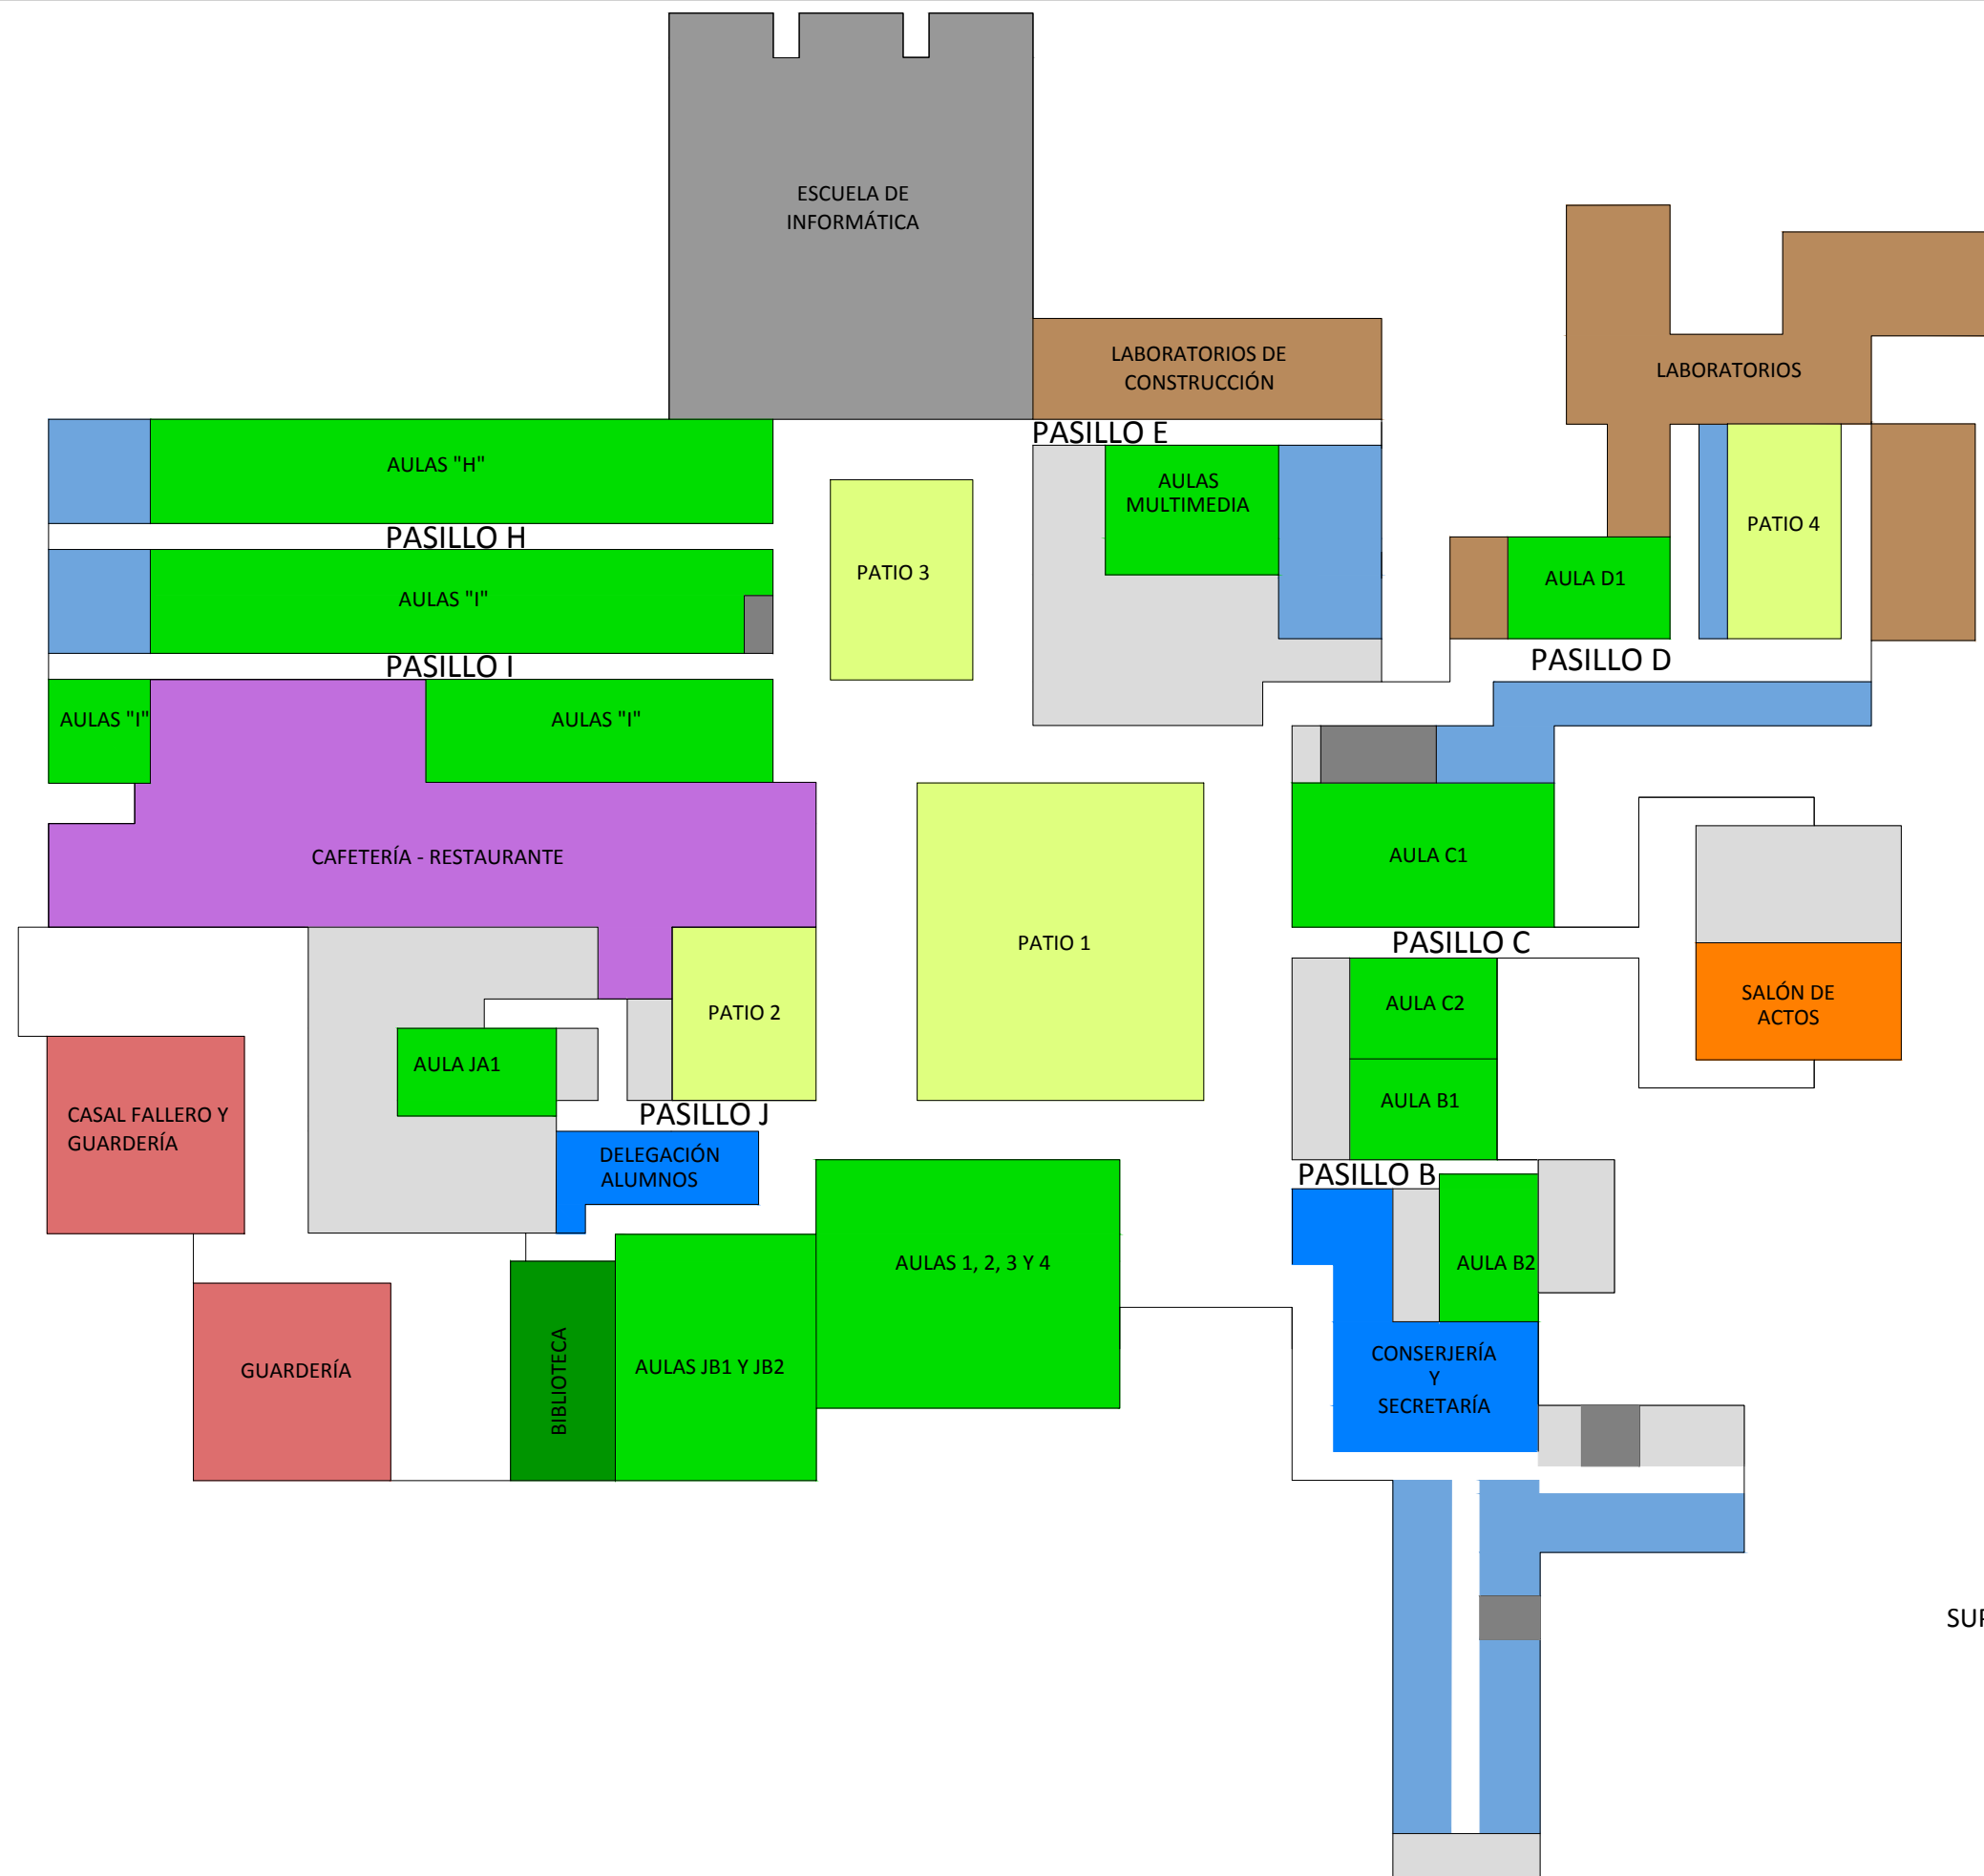 ESCUELA DE
INFORMÁTICA
LABORATORIOS DE
CONSTRUCCIÓN
LABORATORIOS
PASILLO E
AULAS "H"
AULAS
MULTIMEDIA
PATIO 4
PASILLO H
PATIO 3
AULA D1
AULAS "I"
PASILLO I
PASILLO D
AULAS "I"
AULAS "I"
CAFETERÍA - RESTAURANTE
AULA C1
PATIO 1
PASILLO C
PATIO 2
AULA C2
SALÓN DE
ACTOS
AULA JA1
CASAL FALLERO Y
GUARDERÍA
PASILLO J
AULA B1
DELEGACIÓN
ALUMNOS
PASILLO B
AULAS 1, 2, 3 Y 4
AULA B2
GUARDERÍA
BIBLIOTECA
AULAS JB1 Y JB2
CONSERJERÍA
Y
SECRETARÍA